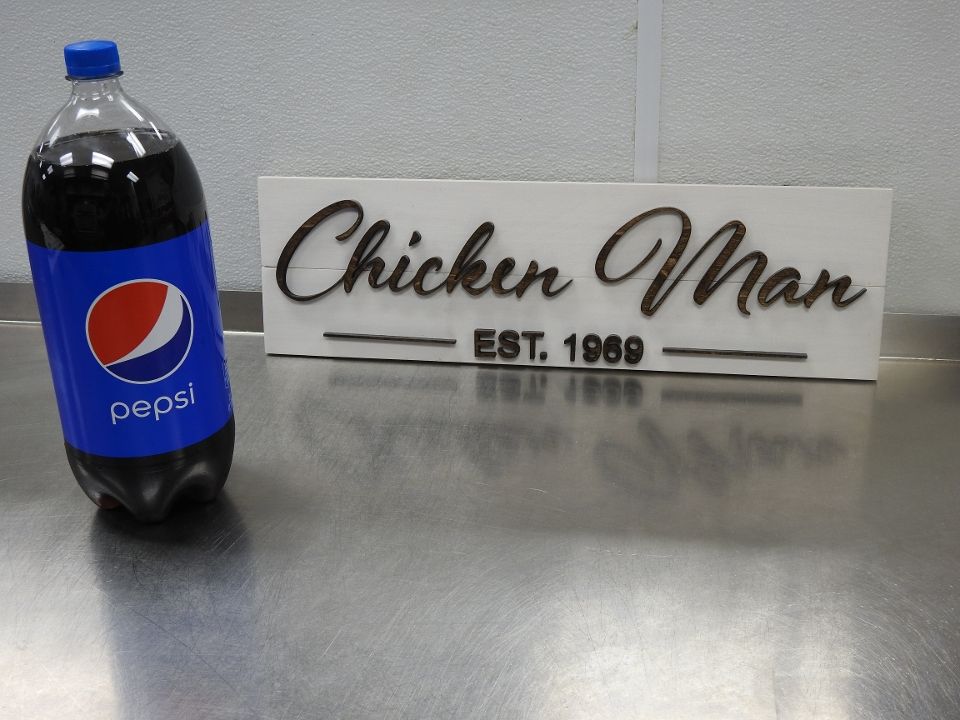 pepsi
Chicken Man
EST. 1969